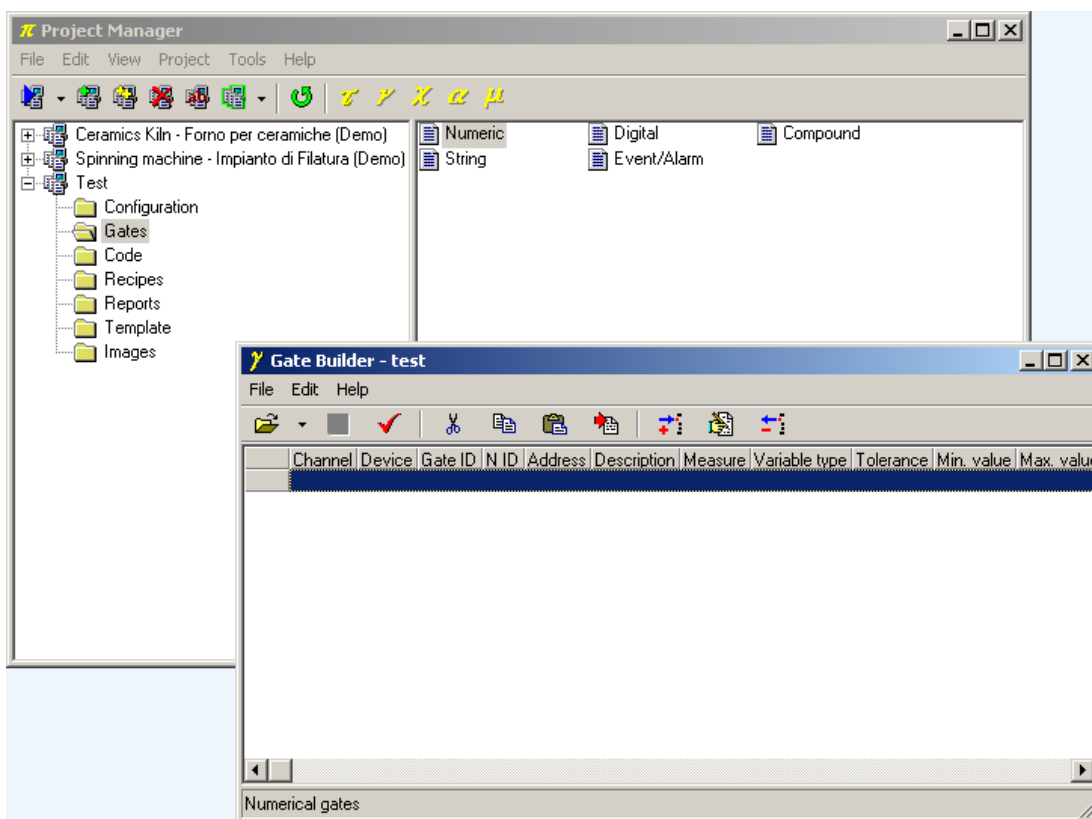 π Project Manager
File Edit View Project Tools Help
τ γ χ α μ
Ceramics Kiln - Forno per ceramiche (Demo)
Spinning machine - Impianto di Filatura (Demo)
Test
Configuration
Gates
Code
Recipes
Reports
Template
Images
Numeric Digital Compound
String Event/Alarm
γ Gate Builder - test
File Edit Help
Channel Device Gate ID N ID Address Description Measure Variable type Tolerance Min. value Max. value
Numerical gates